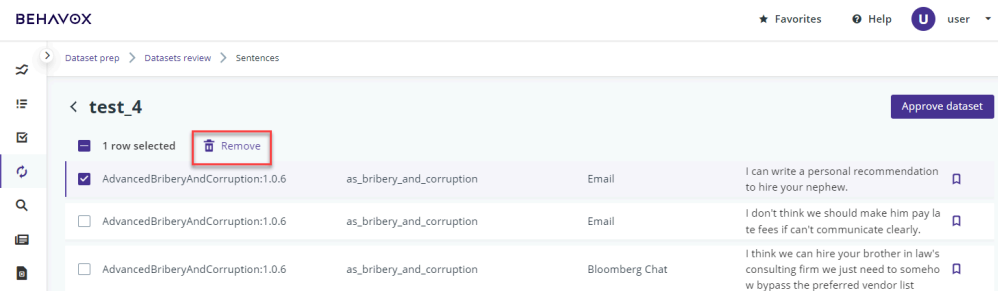 BEHAVOX
Favorites
Help
U
user
Dataset prep
Datasets review
Sentences
test_4
Approve dataset
1 row selected
Remove
AdvancedBriberyAndCorruption:1.0.6
as_bribery_and_corruption
Email
I can write a personal recommendation
to hire your nephew.
AdvancedBriberyAndCorruption:1.0.6
as_bribery_and_corruption
Email
I don't think we should make him pay la
te fees if can't communicate clearly.
AdvancedBriberyAndCorruption:1.0.6
as_bribery_and_corruption
Bloomberg Chat
I think we can hire your brother in law's
consulting firm we just need to someho
w bypass the preferred vendor list